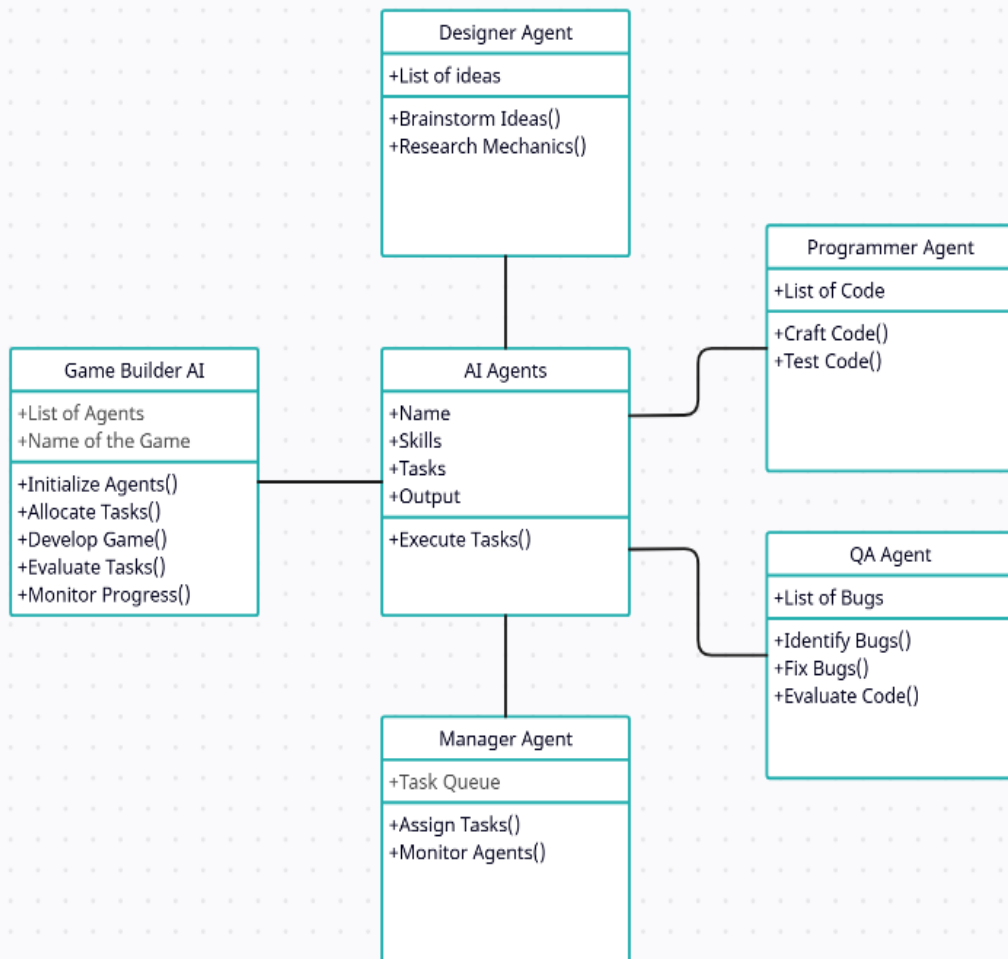 Designer Agent
+List of ideas
+Brainstorm Ideas()
+Research Mechanics()
Programmer Agent
+List of Code
+Craft Code()
+Test Code()
Game Builder AI
+List of Agents
+Name of the Game
+Initialize Agents()
+Allocate Tasks()
+Develop Game()
+Evaluate Tasks()
+Monitor Progress()
AI Agents
+Name
+Skills
+Tasks
+Output
+Execute Tasks()
QA Agent
+List of Bugs
+Identify Bugs()
+Fix Bugs()
+Evaluate Code()
Manager Agent
+Task Queue
+Assign Tasks()
+Monitor Agents()